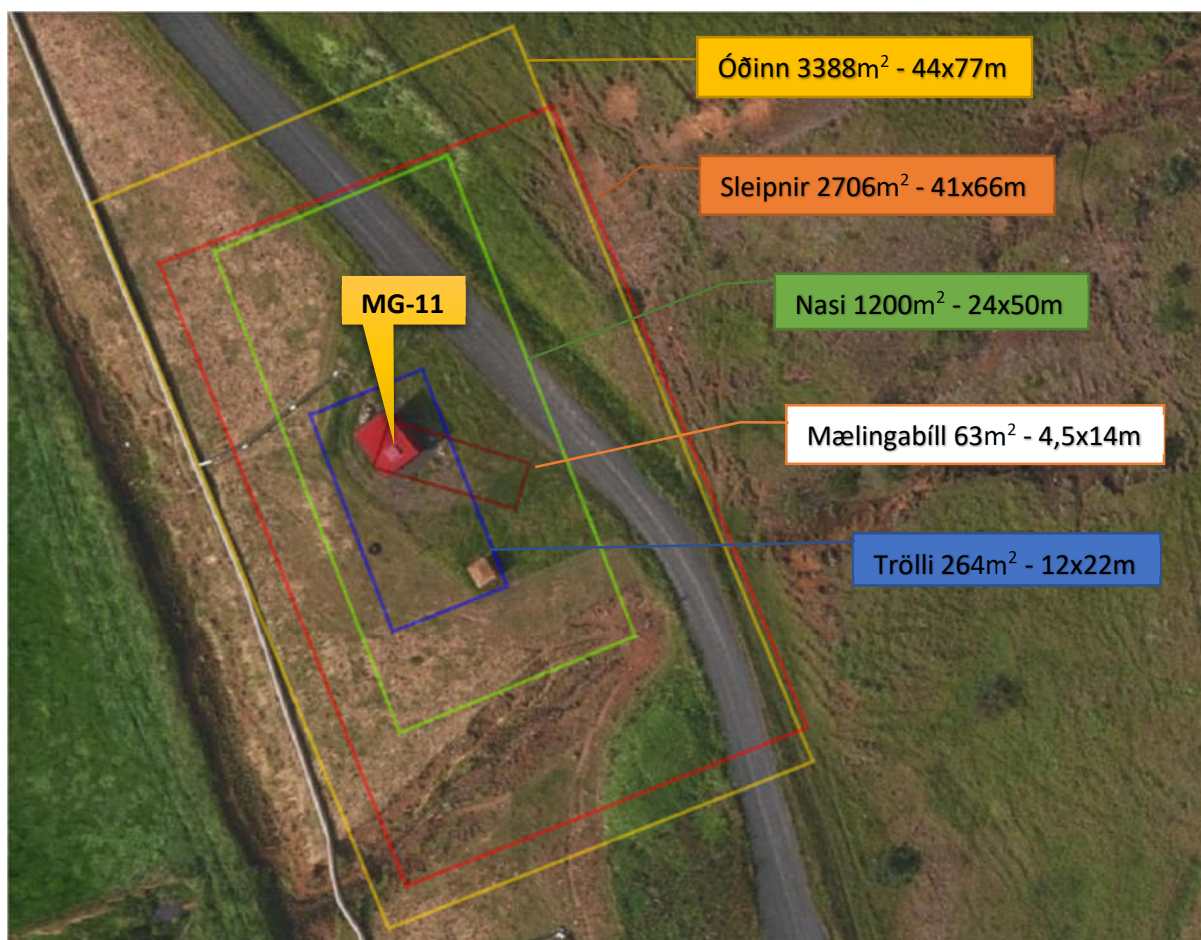 Óðinn 3388m² - 44x77m
Sleipnir 2706m² - 41x66m
Nasi 1200m² - 24x50m
MG-11
Mælingabíll 63m² - 4,5x14m
Trölli 264m² - 12x22m